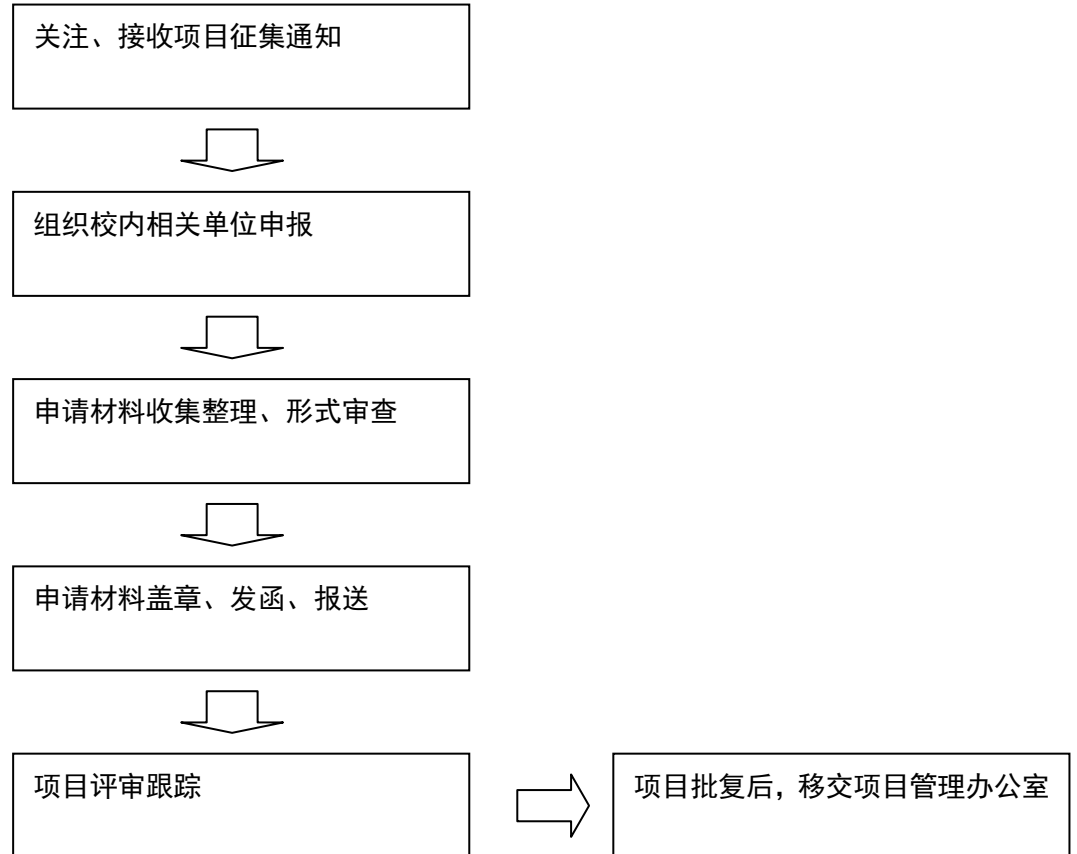 关注、接收项目征集通知
组织校内相关单位申报
申请材料收集整理、形式审查
申请材料盖章、发函、报送
项目评审跟踪
项目批复后，移交项目管理办公室